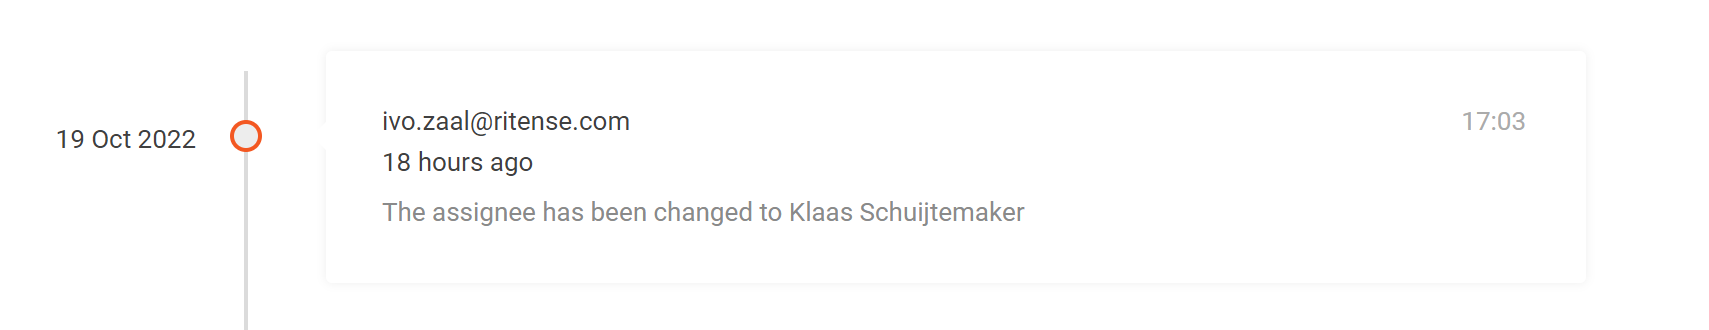 19 Oct 2022
ivo.zaal@ritense.com
17:03
18 hours ago
The assignee has been changed to Klaas Schuijtemaker